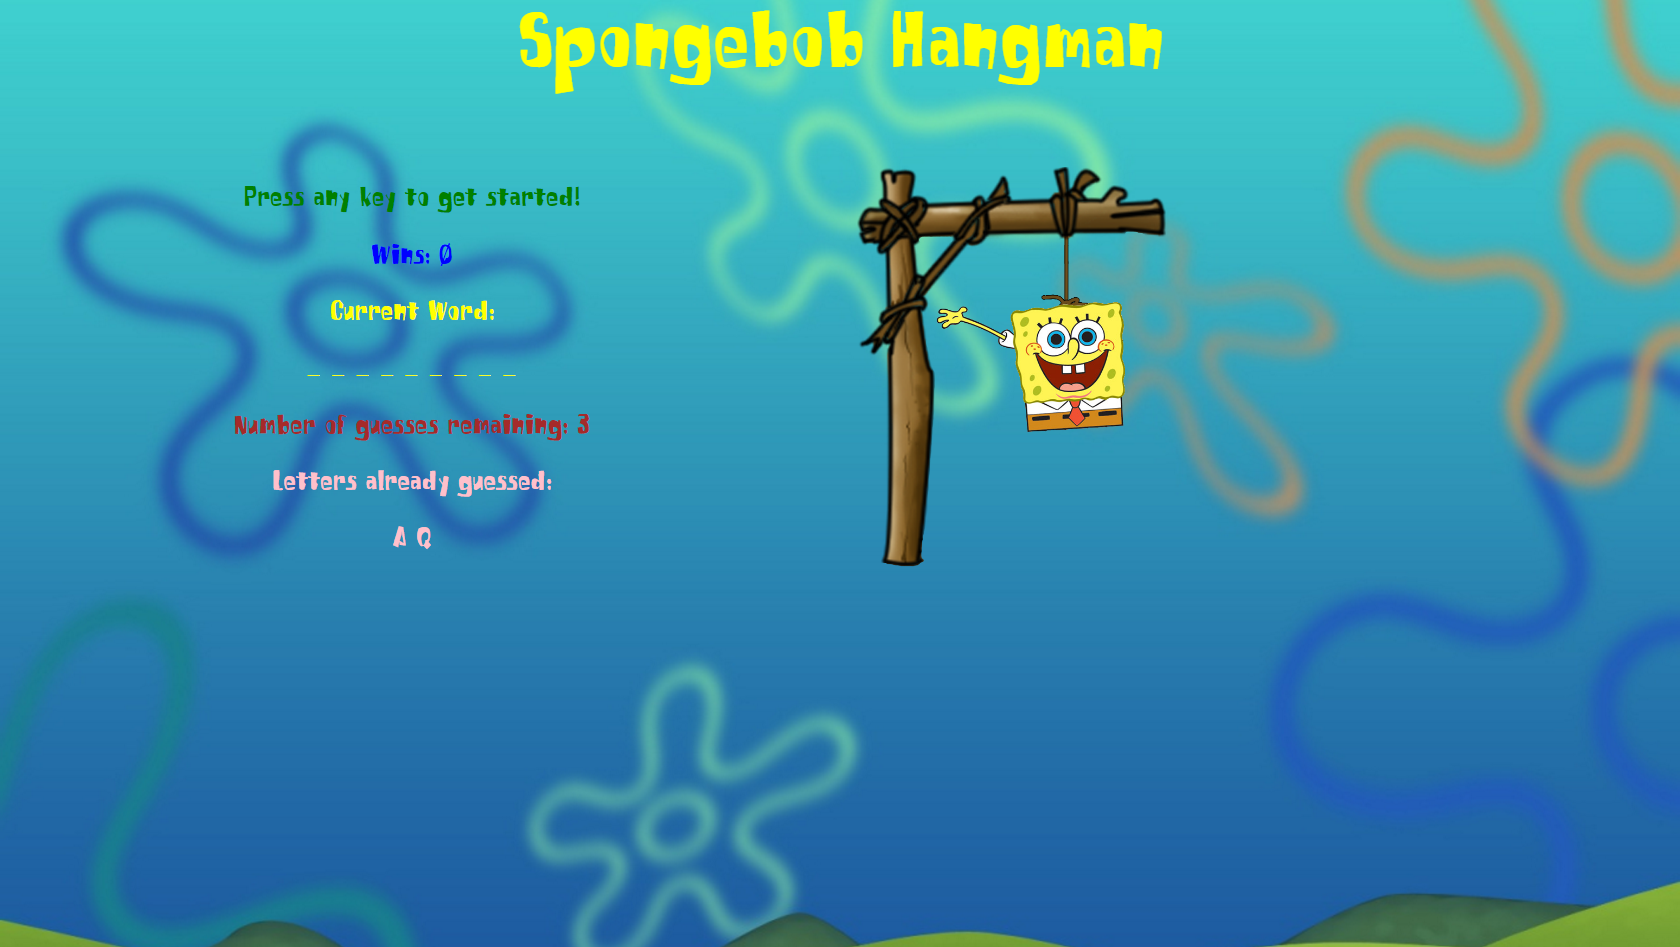 Spongebob Hangman
Press any key to get started!
Wins: 0
Current Word:
_ _ _ _ _ _ _ _ _
Number of guesses remaining: 3
Letters already guessed:
A Q